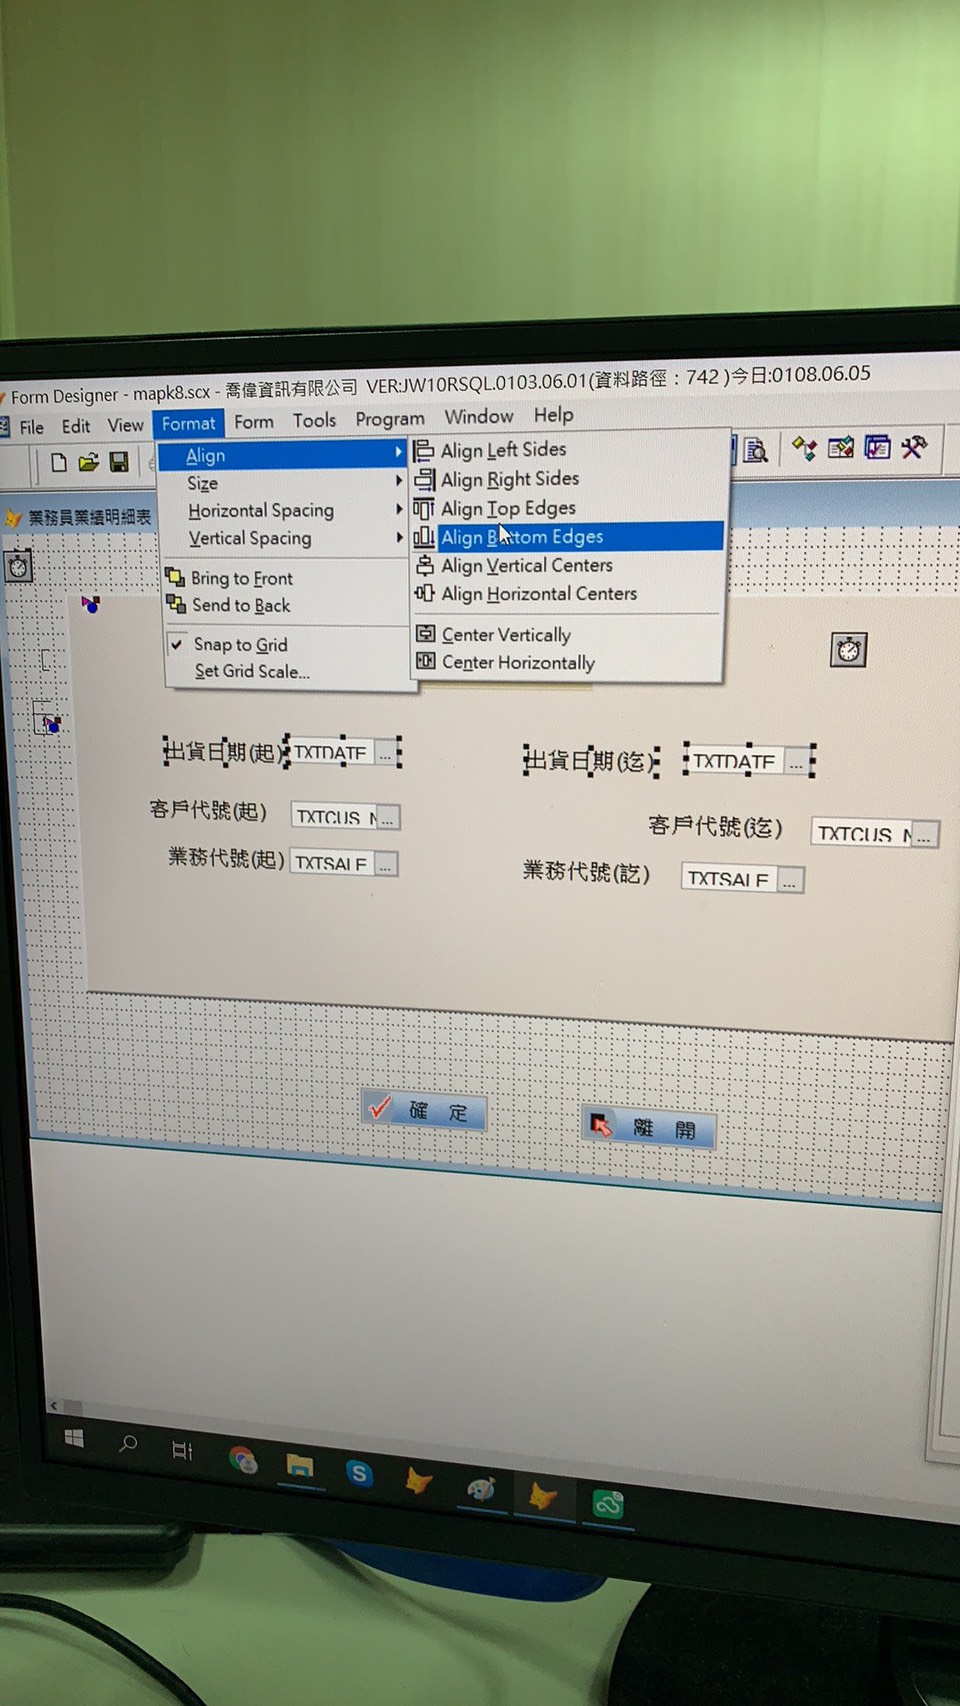 Form Designer - mapk8.scx - 喬偉資訊有限公司 VER:JW10RSQL.0103.06.01(資料路徑：742 )今日:0108.06.05
File Edit View Format Form Tools Program Window Help
Align
Size
Horizontal Spacing
Vertical Spacing
Bring to Front
Send to Back
Snap to Grid
Set Grid Scale...
Align Left Sides
Align Right Sides
Align Top Edges
Align Bottom Edges
Align Vertical Centers
Align Horizontal Centers
Center Vertically
Center Horizontally
業務員業績明細表
出貨日期(起) TXTDATE ... 出貨日期(迄) TXTDATE ...
客戶代號(起) TXTCUS_N ... 客戶代號(迄) TXTCUS_N ...
業務代號(起) TXTSALE ... 業務代號(訖) TXTSALE ...
確 定 離 開